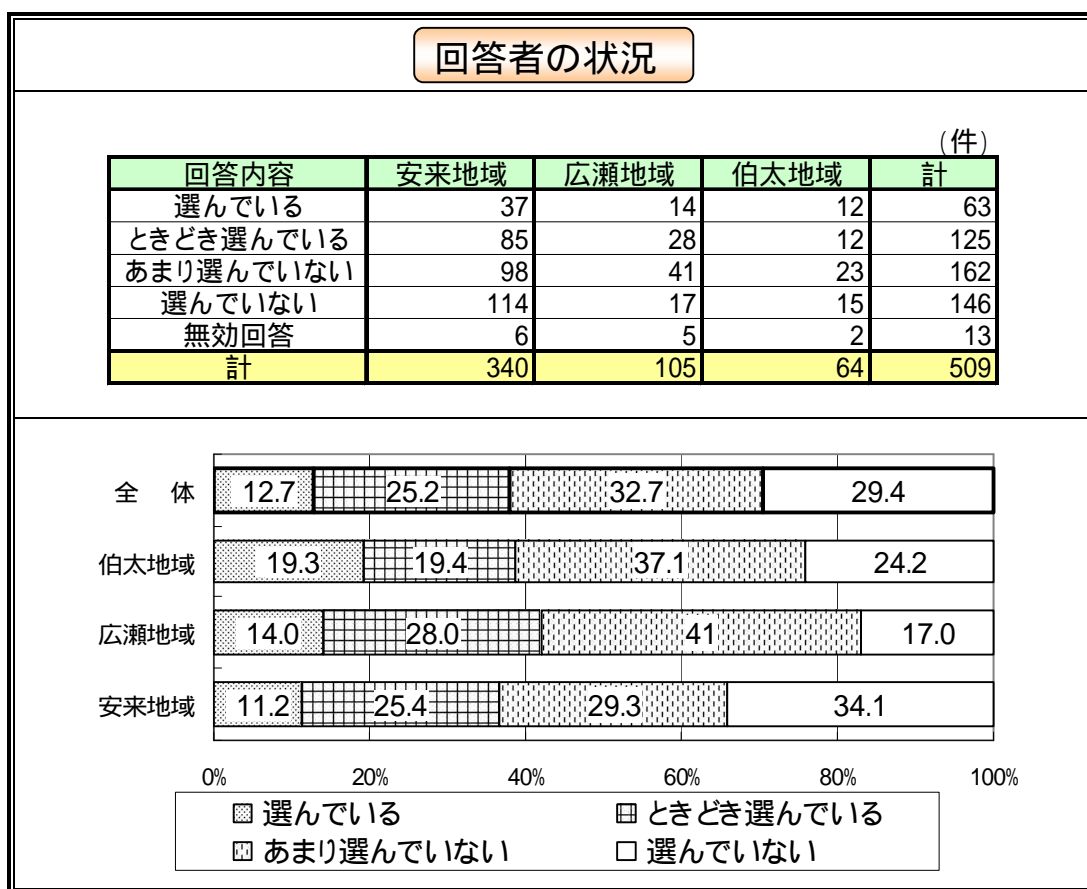 回答者の状況
(件)
回答内容 安来地域 広瀬地域 伯太地域 計
選んでいる 37 14 12 63
ときどき選んでいる 85 28 12 125
あまり選んでいない 98 41 23 162
選んでいない 114 17 15 146
無効回答 6 5 2 13
計 340 105 64 509
全 体 12.7 25.2 32.7 29.4
伯太地域 19.3 19.4 37.1 24.2
広瀬地域 14.0 28.0 41 17.0
安来地域 11.2 25.4 29.3 34.1
0% 20% 40% 60% 80% 100%
選んでいる ときどき選んでいる
あまり選んでいない 選んでいない